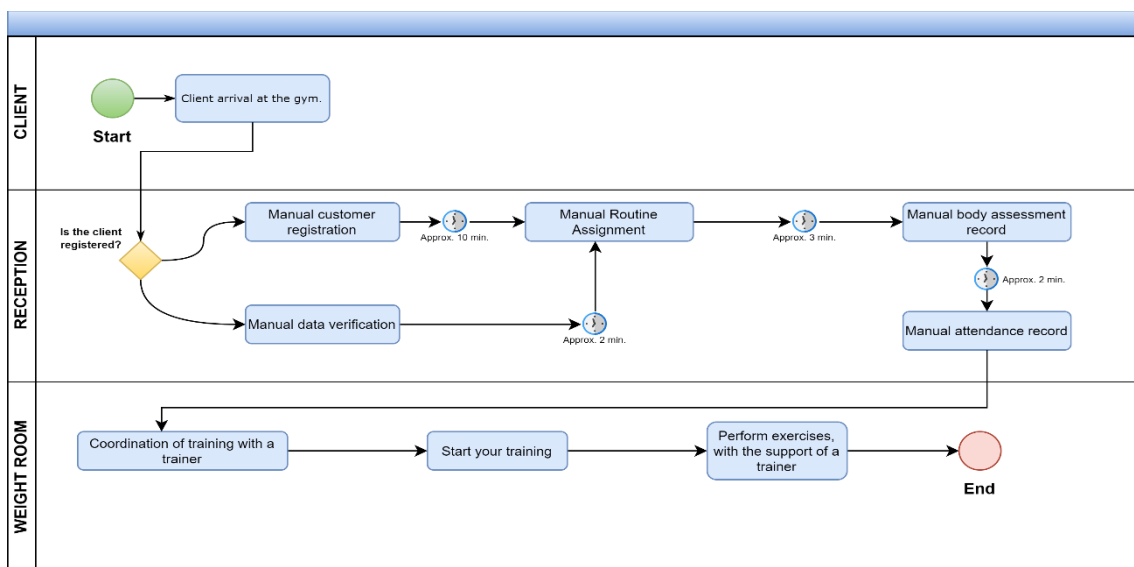 CLIENT
Start
Client arrival at the gym.
RECEPTION
Is the client
registered?
Manual customer
registration
Approx. 10 min.
Manual Routine
Assignment
Approx. 3 min.
Manual body assessment
record
Approx. 2 min.
Manual data verification
Approx. 2 min.
Manual attendance record
WEIGHT ROOM
Coordination of training with a
trainer
Start your training
Perform exercises,
with the support of a
trainer
End